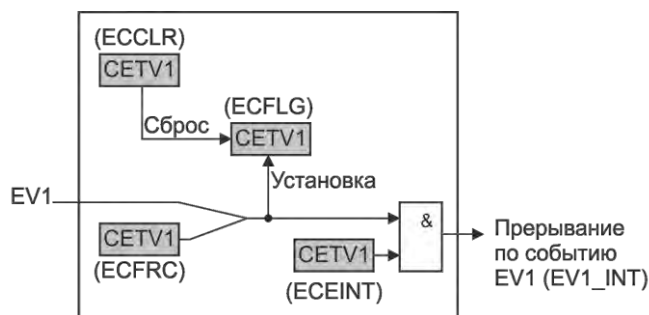 (ECCLR)
CETV1
(ECFLG)
Сброс
CETV1
Установка
EV1
&
CETV1
(ECFRC)
CETV1
(ECEINT)
Прерывание
по событию
EV1 (EV1_INT)